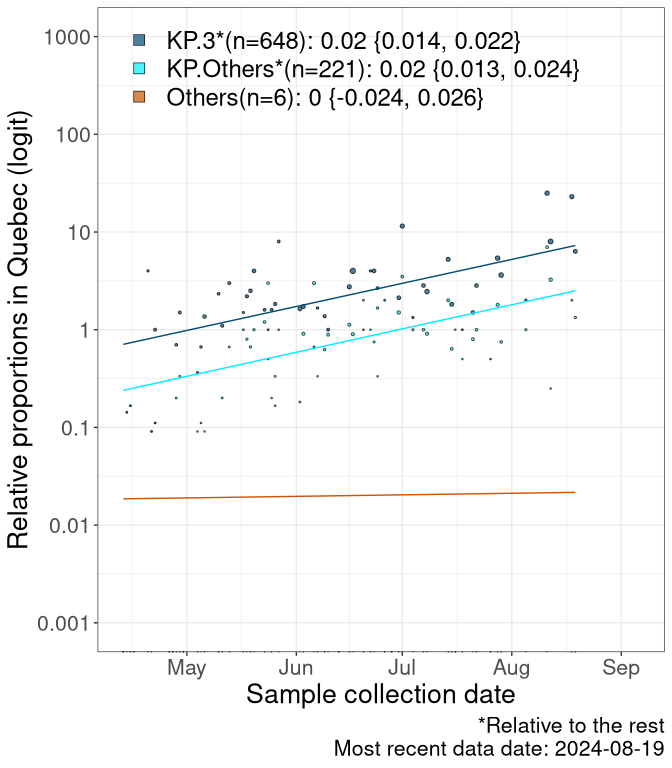 KP.3*(n=648): 0.02 {0.014, 0.022}
KP.Others*(n=221): 0.02 {0.013, 0.024}
Others(n=6): 0 {-0.024, 0.026}
Relative proportions in Quebec (logit)
1000
100
10
1
0.1
0.01
0.001
May Jun Jul Aug Sep
Sample collection date
*Relative to the rest
Most recent data date: 2024-08-19